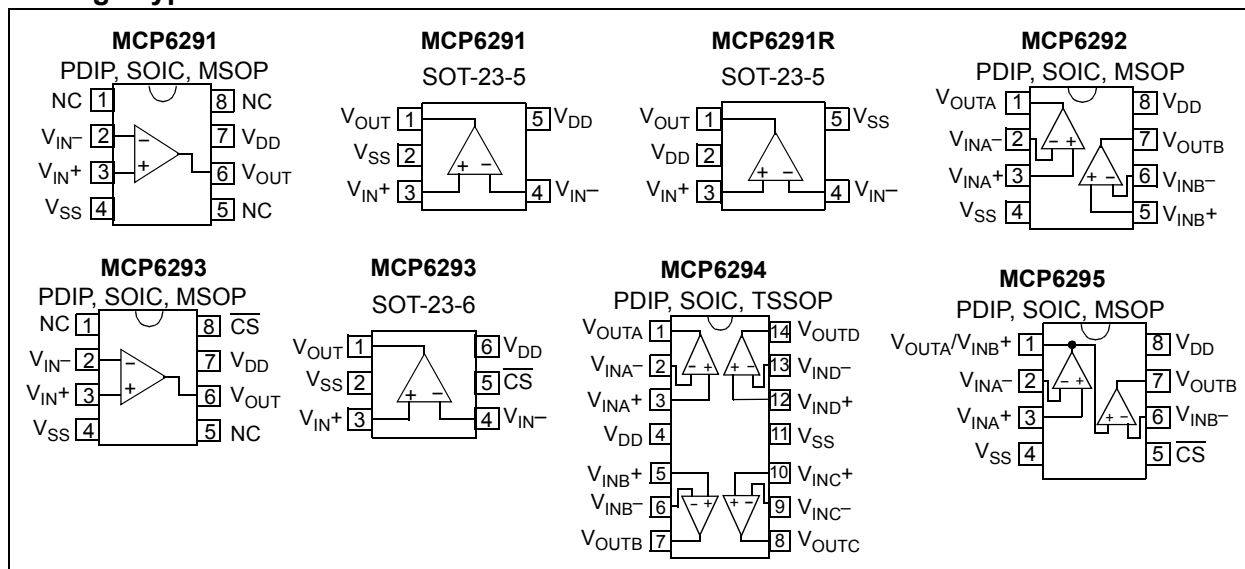 MCP6291
PDIP, SOIC, MSOP
NC 1 8 NC
VIN– 2 7 VDD
VIN+ 3 6 VOUT
VSS 4 5 NC
– +
MCP6291
SOT-23-5
VOUT 1 5 VDD
VSS 2
VIN+ 3 4 VIN–
+ –
MCP6291R
SOT-23-5
VOUT 1 5 VSS
VDD 2
VIN+ 3 4 VIN–
+ –
MCP6292
PDIP, SOIC, MSOP
VOUTA 1 8 VDD
VINA– 2 7 VOUTB
VINA+ 3 6 VINB–
VSS 4 5 VINB+
- +
+ -
MCP6293
PDIP, SOIC, MSOP
NC 1 8 CS
VIN– 2 7 VDD
VIN+ 3 6 VOUT
VSS 4 5 NC
– +
MCP6293
SOT-23-6
VOUT 1 6 VDD
VSS 2 5 CS
VIN+ 3 4 VIN–
+ –
MCP6294
PDIP, SOIC, TSSOP
VOUTA 1 14 VOUTD
VINA– 2 13 VIND–
VINA+ 3 12 VIND+
VDD 4 11 VSS
VINB+ 5 10 VINC+
VINB– 6 9 VINC–
VOUTB 7 8 VOUTC
- + + -
- + + -
MCP6295
PDIP, SOIC, MSOP
VOUTA/VINB+ 1 8 VDD
VINA– 2 7 VOUTB
VINA+ 3 6 VINB–
VSS 4 5 CS
- +
+ -